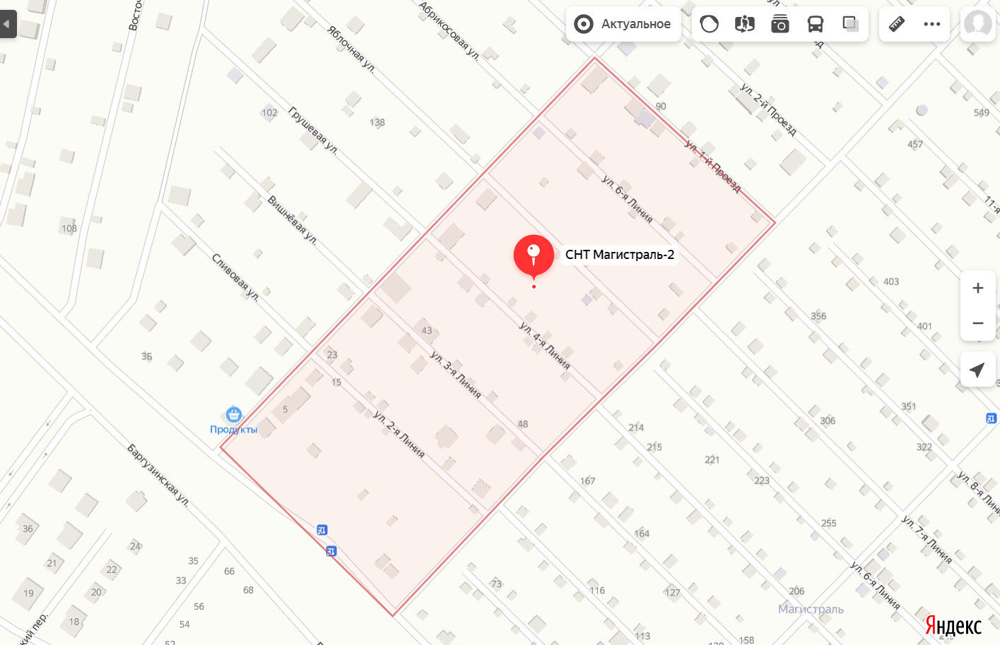 Актуальное
Абрикосовая ул.
Яблочная ул.
Грушевая ул.
Вишнёвая ул.
Сливовая ул.
ул. 2-й Проезд
ул. 1-й Проезд
90
102
138
549
457
ул. 6-я Линия
11-я
108
СНТ Магистраль-2
403
356
401
43
23
3Б
15
ул. 4-я Линия
ул. 3-я Линия
5
Продукты
ул. 2-я Линия
48
351
306
322
214
215
221
223
167
Баргузинская ул.
ул. 8-я Лини
36
24
21
22
19
20
18
35
33
66
68
56
54
52
164
255
ул. 7-я Линия
ул. 6-я Линия
73
116
127
206
Магистраль
113
158
кий пер.
Яндекс